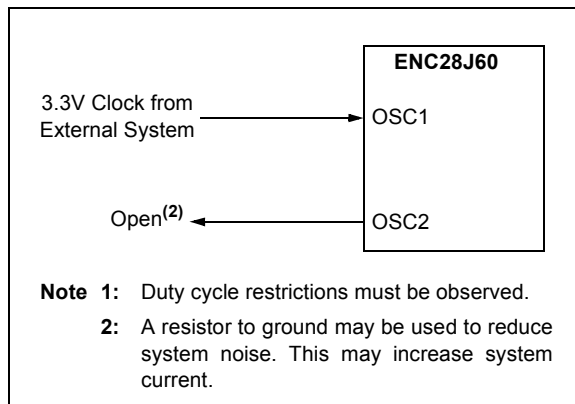 ENC28J60
3.3V Clock from
External System
OSC1
Open(2)
OSC2
Note 1: Duty cycle restrictions must be observed.
2: A resistor to ground may be used to reduce
system noise. This may increase system
current.